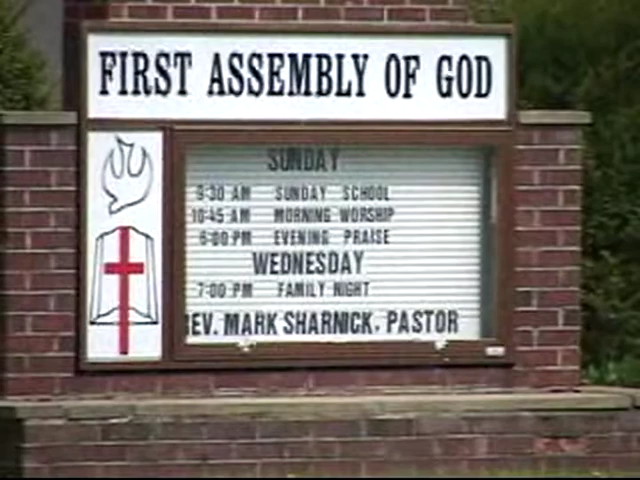 FIRST ASSEMBLY OF GOD
SUNDAY
9:30 AM SUNDAY SCHOOL
10:45 AM MORNING WORSHIP
6:00 PM EVENING PRAISE
WEDNESDAY
7:00 PM FAMILY NIGHT
REV. MARK SHARNICK, PASTOR